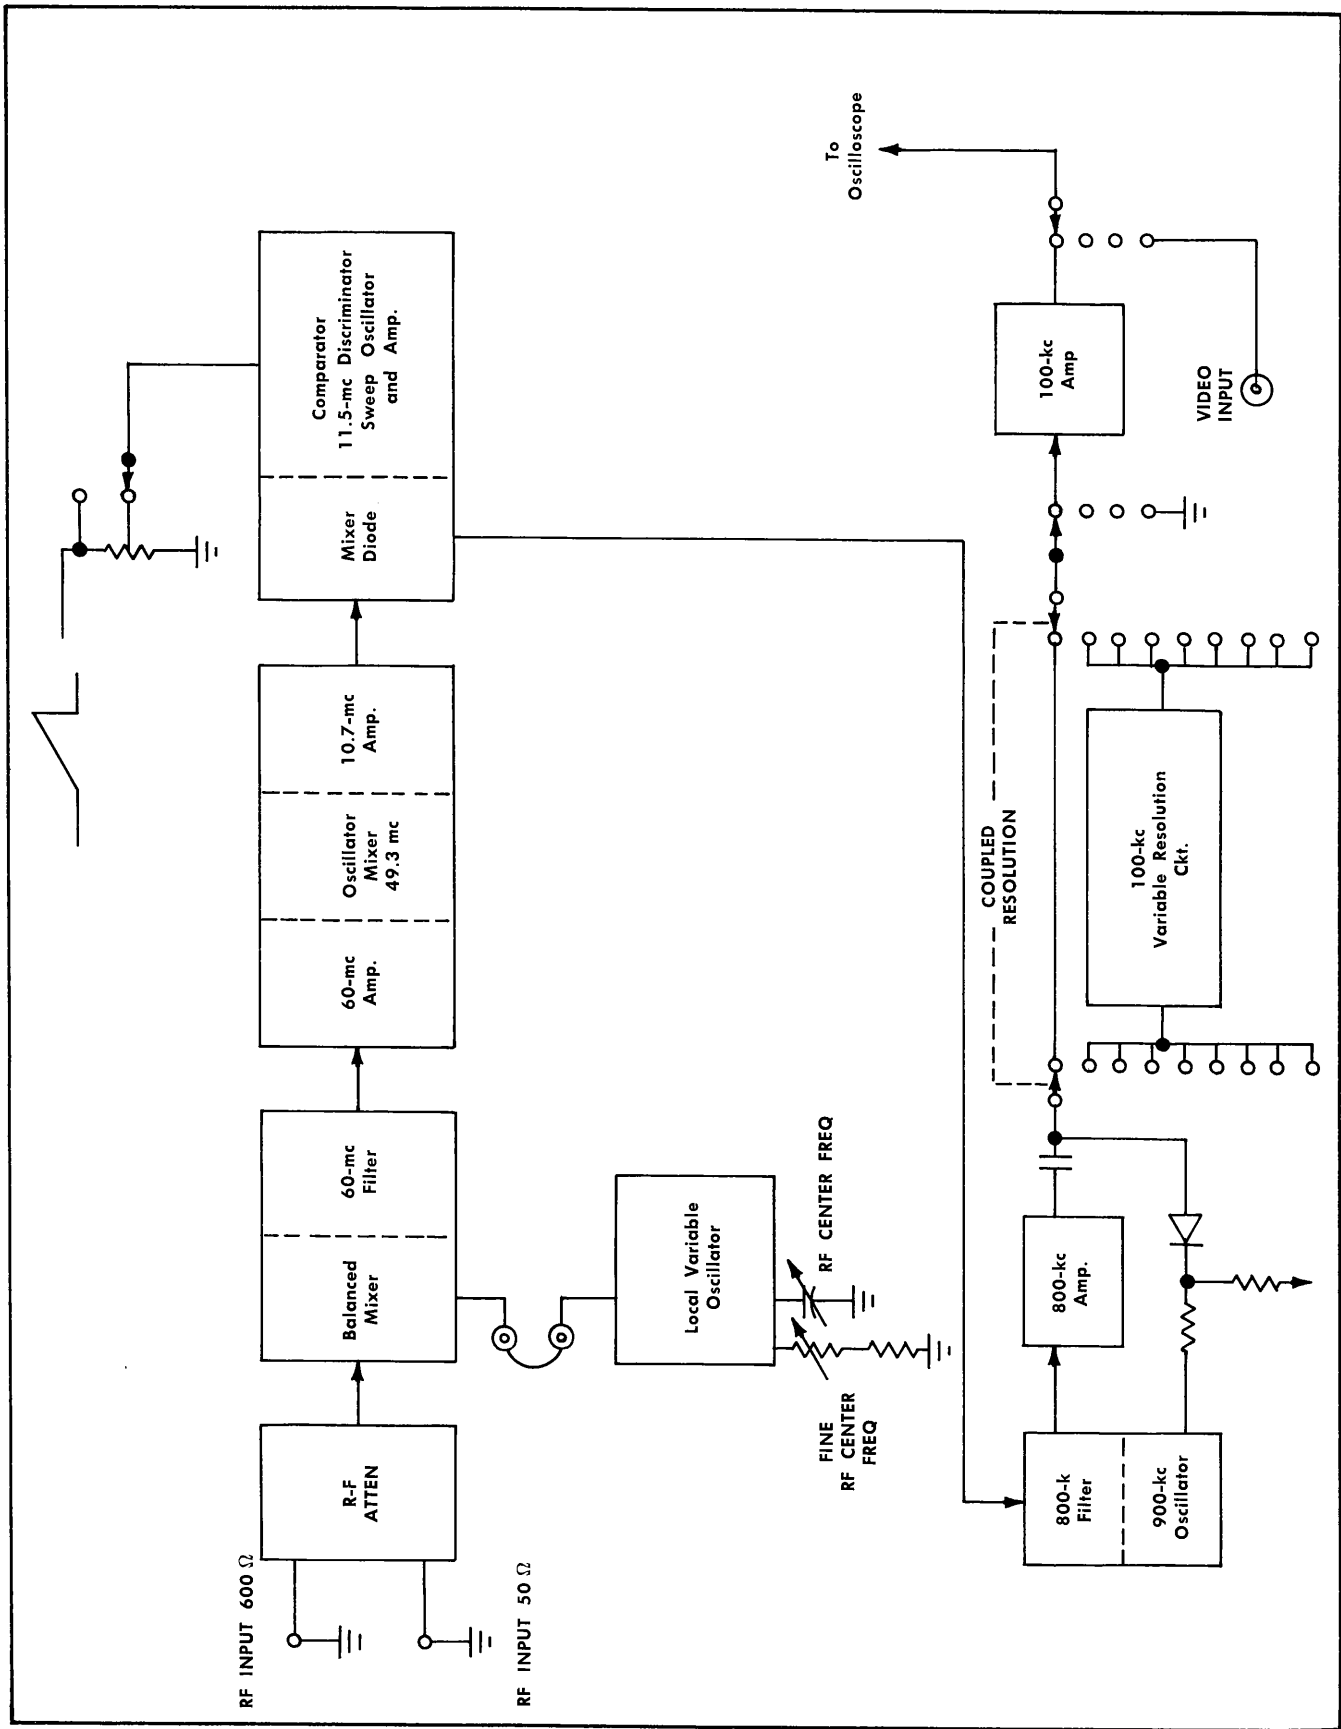 RF INPUT 600 Ω
RF INPUT 50 Ω
R-F
ATTEN
Balanced
Mixer
60-mc
Filter
60-mc
Amp.
Oscillator
Mixer
49.3 mc
10.7-mc
Amp.
Mixer
Diode
Comparator
11.5-mc Discriminator
Sweep Oscillator
and Amp.
Local Variable
Oscillator
FINE
RF CENTER
FREQ
RF CENTER FREQ
800-k
Filter
900-kc
Oscillator
800-kc
Amp.
COUPLED
RESOLUTION
100-kc
Variable Resolution
Ckt.
100-kc
Amp
VIDEO
INPUT
To
Oscilloscope